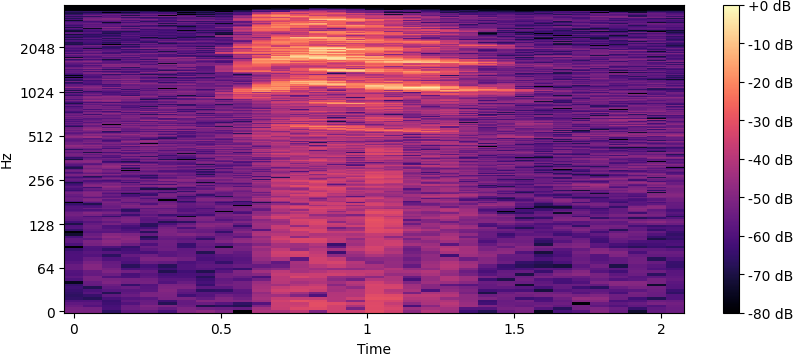 2048
1024
512
256
128
64
0
Hz
0
0.5
1
1.5
2
Time
+0 dB
-10 dB
-20 dB
-30 dB
-40 dB
-50 dB
-60 dB
-70 dB
-80 dB